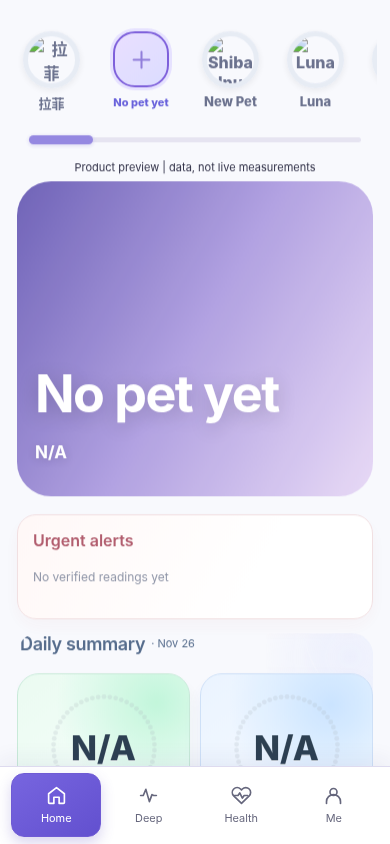 拉
菲
Shiba
Inu
Luna
拉菲
No pet yet
New Pet
Luna
Product preview | data, not live measurements
No pet yet
N/A
Urgent alerts
No verified readings yet
Daily summary · Nov 26
N/A
N/A
Home
Deep
Health
Me